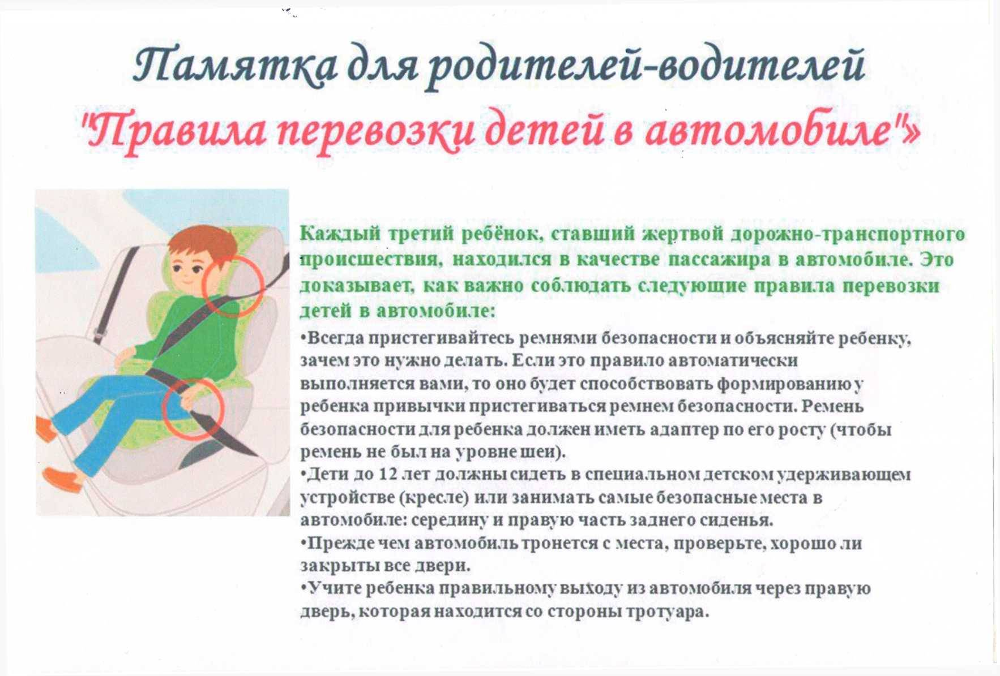 Памятка для родителей-водителей
"Правила перевозки детей в автомобиле"»
Каждый третий ребёнок, ставший жертвой дорожно-транспортного
происшествия, находился в качестве пассажира в автомобиле. Это
доказывает, как важно соблюдать следующие правила перевозки
детей в автомобиле:
•Всегда пристегивайтесь ремнями безопасности и объясняйте ребенку,
зачем это нужно делать. Если это правило автоматически
выполняется вами, то оно будет способствовать формированию у
ребенка привычки пристегиваться ремнем безопасности. Ремень
безопасности для ребенка должен иметь адаптер по его росту (чтобы
ремень не был на уровне шеи).
•Дети до 12 лет должны сидеть в специальном детском удерживающем
устройстве (кресле) или занимать самые безопасные места в
автомобиле: середину и правую часть заднего сиденья.
•Прежде чем автомобиль тронется с места, проверьте, хорошо ли
закрыты все двери.
•Учите ребенка правильному выходу из автомобиля через правую
дверь, которая находится со стороны тротуара.